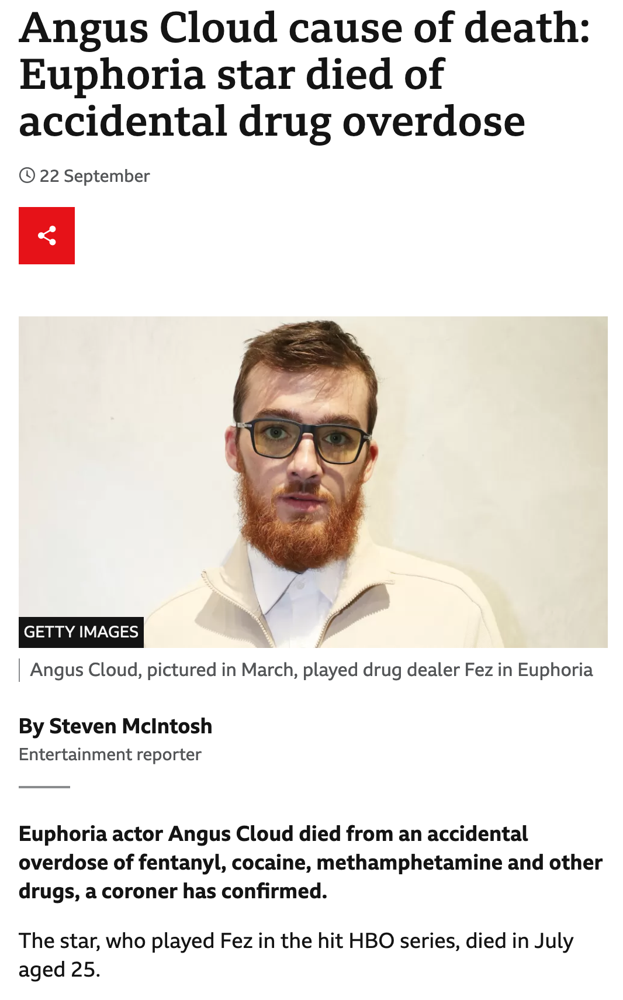 Angus Cloud cause of death:
Euphoria star died of
accidental drug overdose
22 September
GETTY IMAGES
Angus Cloud, pictured in March, played drug dealer Fez in Euphoria
By Steven McIntosh
Entertainment reporter
Euphoria actor Angus Cloud died from an accidental
overdose of fentanyl, cocaine, methamphetamine and other
drugs, a coroner has confirmed.
The star, who played Fez in the hit HBO series, died in July
aged 25.